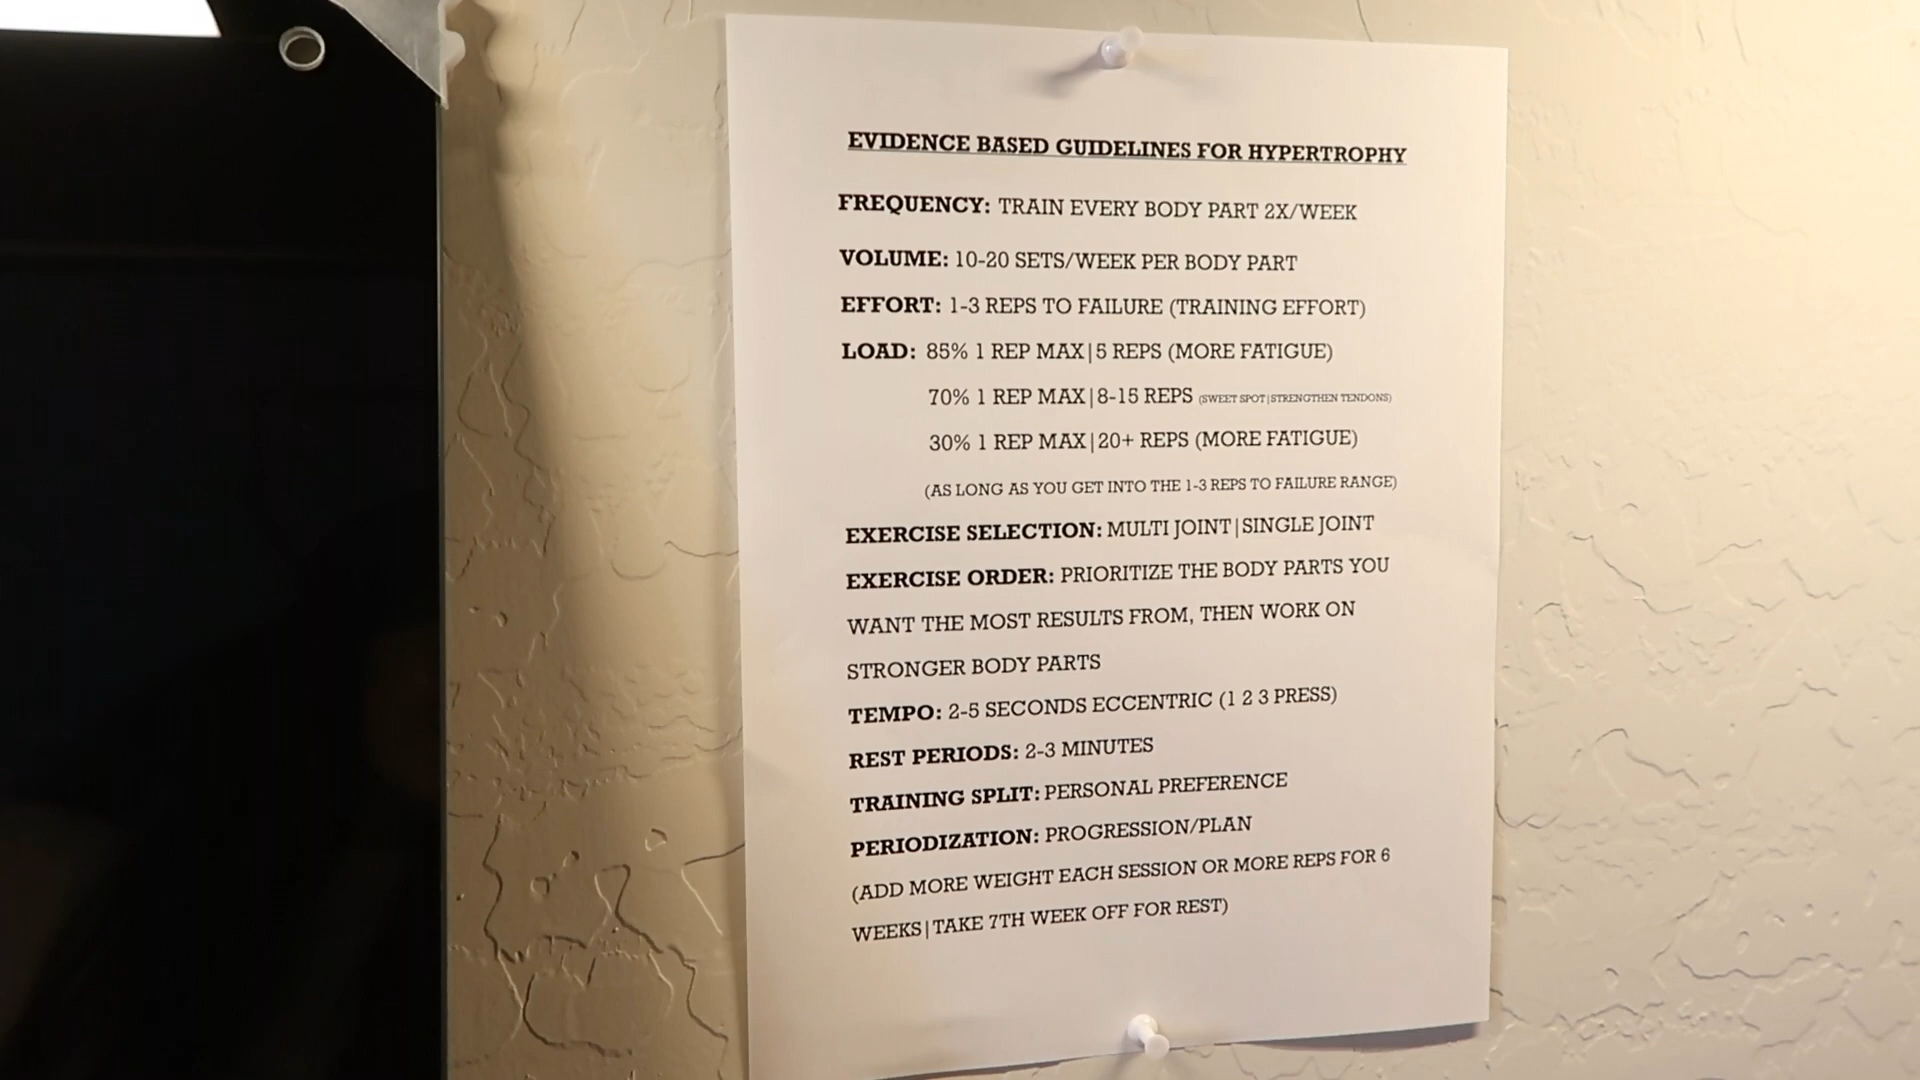 EVIDENCE BASED GUIDELINES FOR HYPERTROPHY
FREQUENCY: TRAIN EVERY BODY PART 2X/WEEK
VOLUME: 10-20 SETS/WEEK PER BODY PART
EFFORT: 1-3 REPS TO FAILURE (TRAINING EFFORT)
LOAD: 85% 1 REP MAX|5 REPS (MORE FATIGUE)
70% 1 REP MAX|8-15 REPS (SWEET SPOT|STRENGTHEN TENDONS)
30% 1 REP MAX|20+ REPS (MORE FATIGUE)
(AS LONG AS YOU GET INTO THE 1-3 REPS TO FAILURE RANGE)
EXERCISE SELECTION: MULTI JOINT|SINGLE JOINT
EXERCISE ORDER: PRIORITIZE THE BODY PARTS YOU
WANT THE MOST RESULTS FROM, THEN WORK ON
STRONGER BODY PARTS
TEMPO: 2-5 SECONDS ECCENTRIC (1 2 3 PRESS)
REST PERIODS: 2-3 MINUTES
TRAINING SPLIT: PERSONAL PREFERENCE
PERIODIZATION: PROGRESSION/PLAN
(ADD MORE WEIGHT EACH SESSION OR MORE REPS FOR 6
WEEKS|TAKE 7TH WEEK OFF FOR REST)